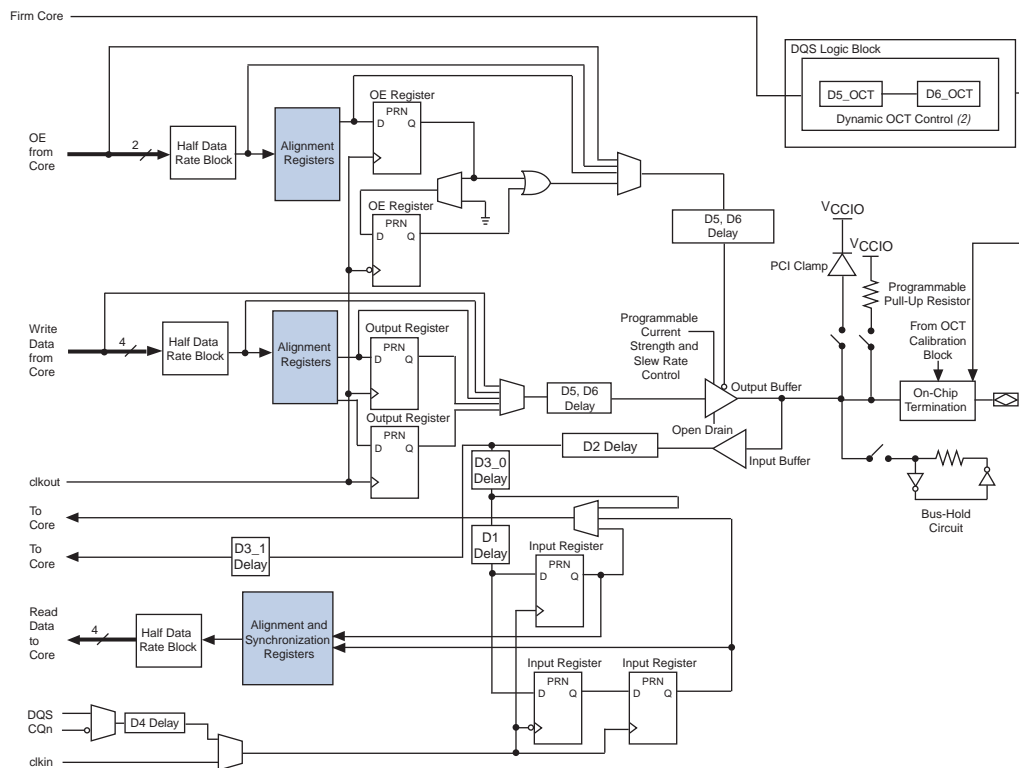 Firm Core
DQS Logic Block
D5_OCT
D6_OCT
Dynamic OCT Control (2)
OE
from
Core
2
Half Data
Rate Block
Alignment
Registers
OE Register
PRN
D
Q
OE Register
PRN
D
Q
D5, D6
Delay
VCCIO
VCCIO
PCI Clamp
Programmable
Pull-Up Resistor
Write
Data
from
Core
4
Half Data
Rate Block
Alignment
Registers
Output Register
PRN
D
Q
Output Register
PRN
D
Q
D5, D6
Delay
Programmable
Current
Strength and
Slew Rate
Control
Output Buffer
Open Drain
Input Buffer
From OCT
Calibration
Block
On-Chip
Termination
D2 Delay
D3_0
Delay
clkout
Bus-Hold
Circuit
To
Core
D1
Delay
To
Core
D3_1
Delay
Input Register
PRN
D
Q
Read
Data
to
Core
4
Half Data
Rate Block
Alignment and
Synchronization
Registers
Input Register
PRN
D
Q
Input Register
PRN
D
Q
DQS
CQn
D4 Delay
clkin